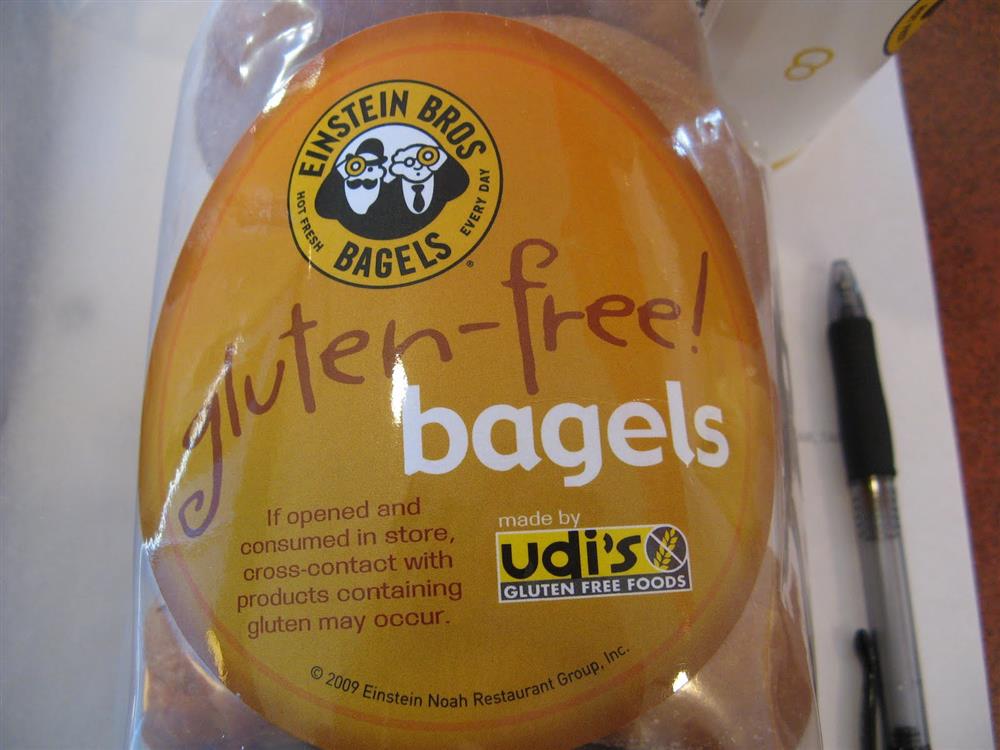 EINSTEIN BROS
HOT FRESH
EVERY DAY
BAGELS
®
gluten-free!
bagels
If opened and
consumed in store,
cross-contact with
products containing
gluten may occur.
made by
udi's
GLUTEN FREE FOODS
© 2009 Einstein Noah Restaurant Group, Inc.